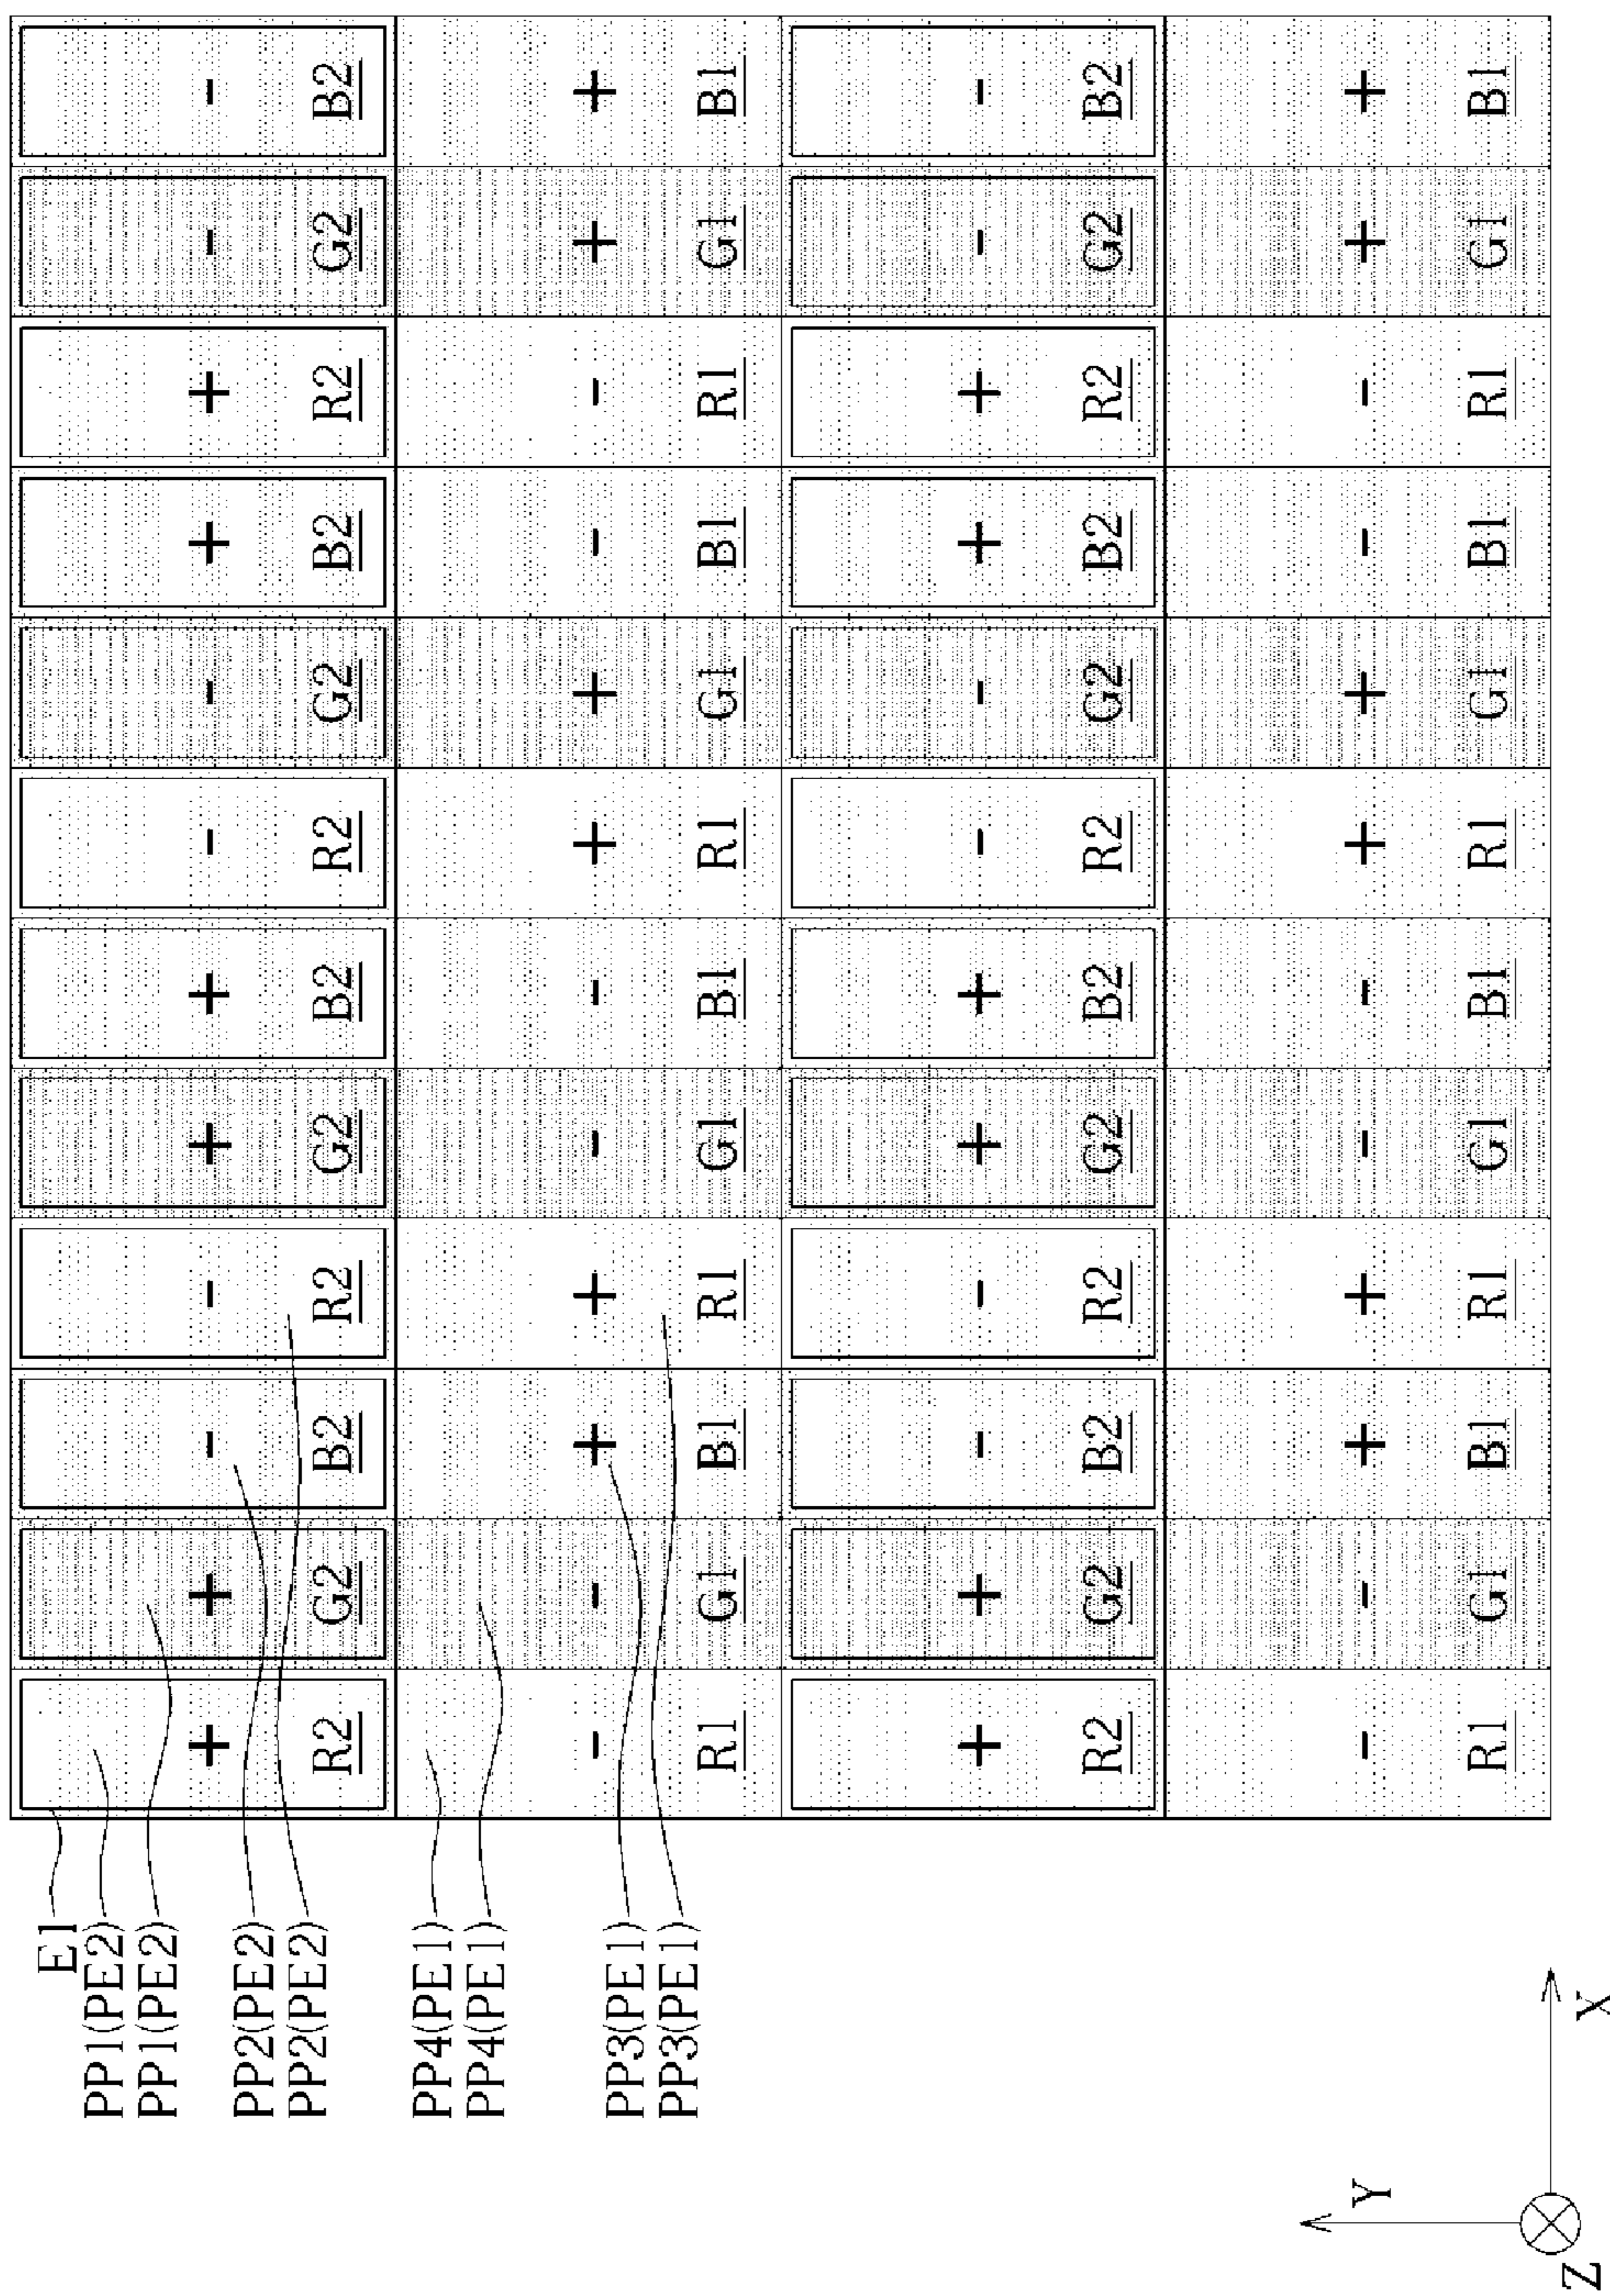 E1
PP1(PE2)
PP1(PE2)
PP2(PE2)
PP2(PE2)
PP4(PE1)
PP4(PE1)
PP3(PE1)
PP3(PE1)
+ + - - + + - - + + - -
R2 G2 B2 R2 G2 B2 R2 G2 B2 R2 G2 B2
- - + + - - + + - - + +
R1 G1 B1 R1 G1 B1 R1 G1 B1 R1 G1 B1
+ + - - + + - - + + - -
R2 G2 B2 R2 G2 B2 R2 G2 B2 R2 G2 B2
- - + + - - + + - - + +
R1 G1 B1 R1 G1 B1 R1 G1 B1 R1 G1 B1
Y
Z
X